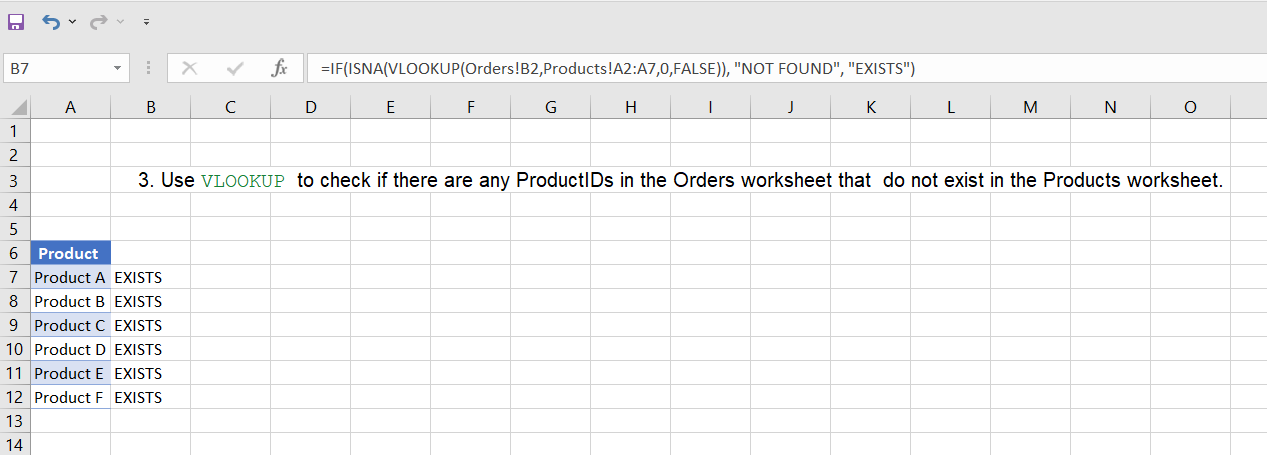 B7 fx =IF(ISNA(VLOOKUP(Orders!B2,Products!A2:A7,0,FALSE)), "NOT FOUND", "EXISTS")
A B C D E F G H I J K L M N O
1
2
3 3. Use VLOOKUP to check if there are any ProductIDs in the Orders worksheet that do not exist in the Products worksheet.
4
5
6 Product
7 Product A EXISTS
8 Product B EXISTS
9 Product C EXISTS
10 Product D EXISTS
11 Product E EXISTS
12 Product F EXISTS
13
14